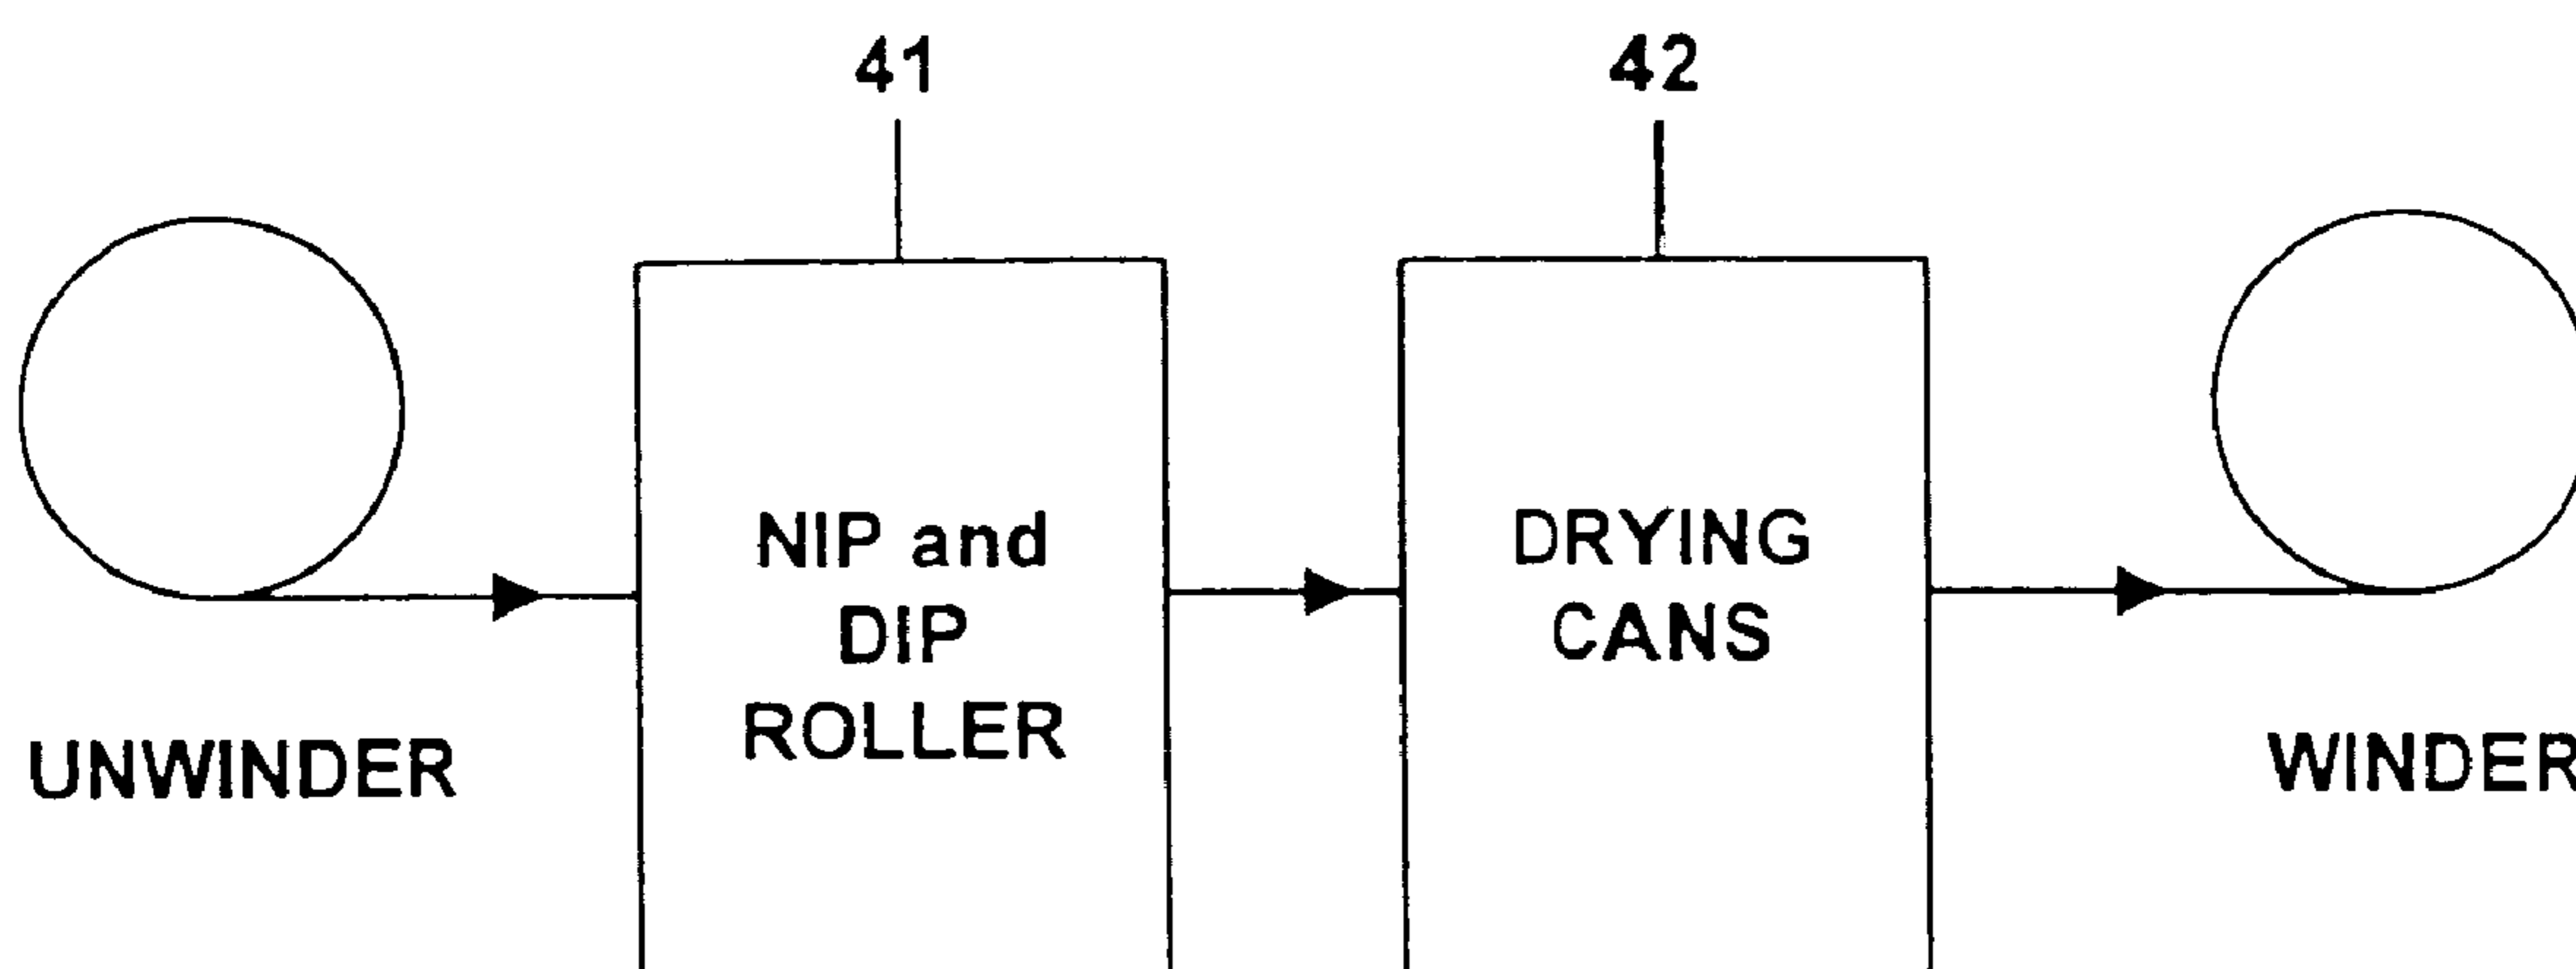 41
42
NIP and
DIP
ROLLER
DRYING
CANS
UNWINDER
WINDER